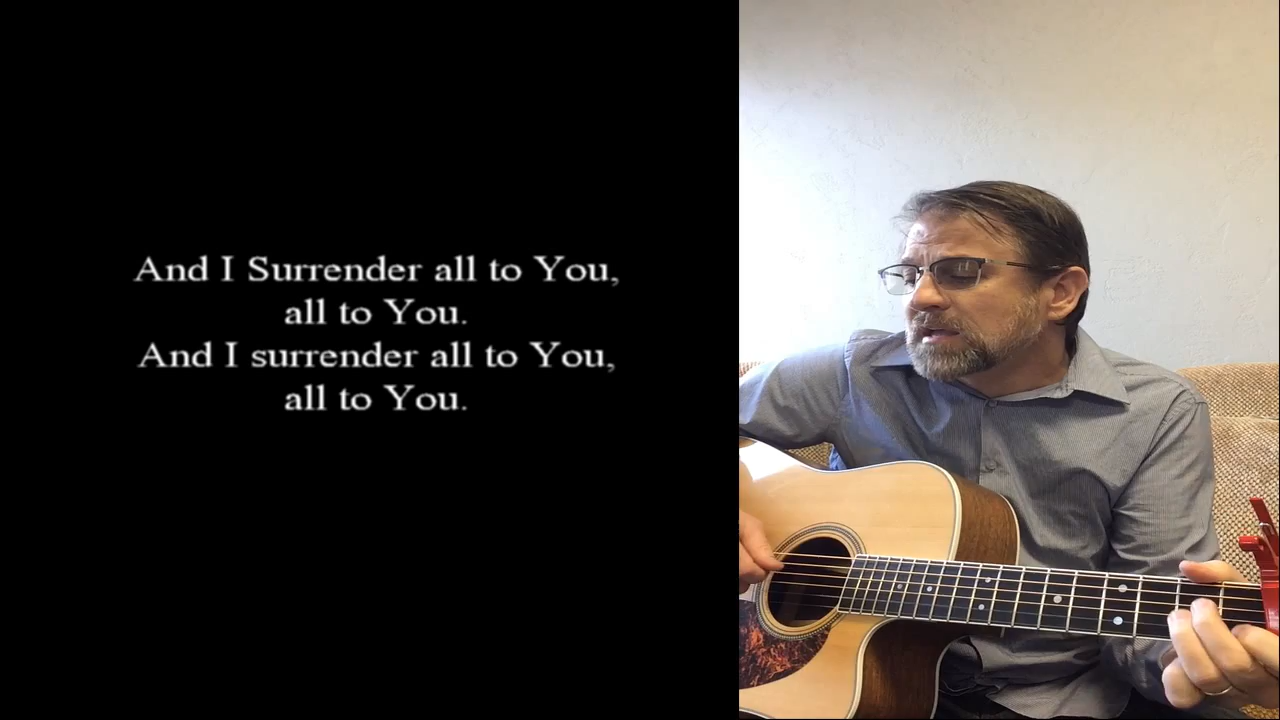 And I Surrender all to You,
all to You.
And I surrender all to You,
all to You.